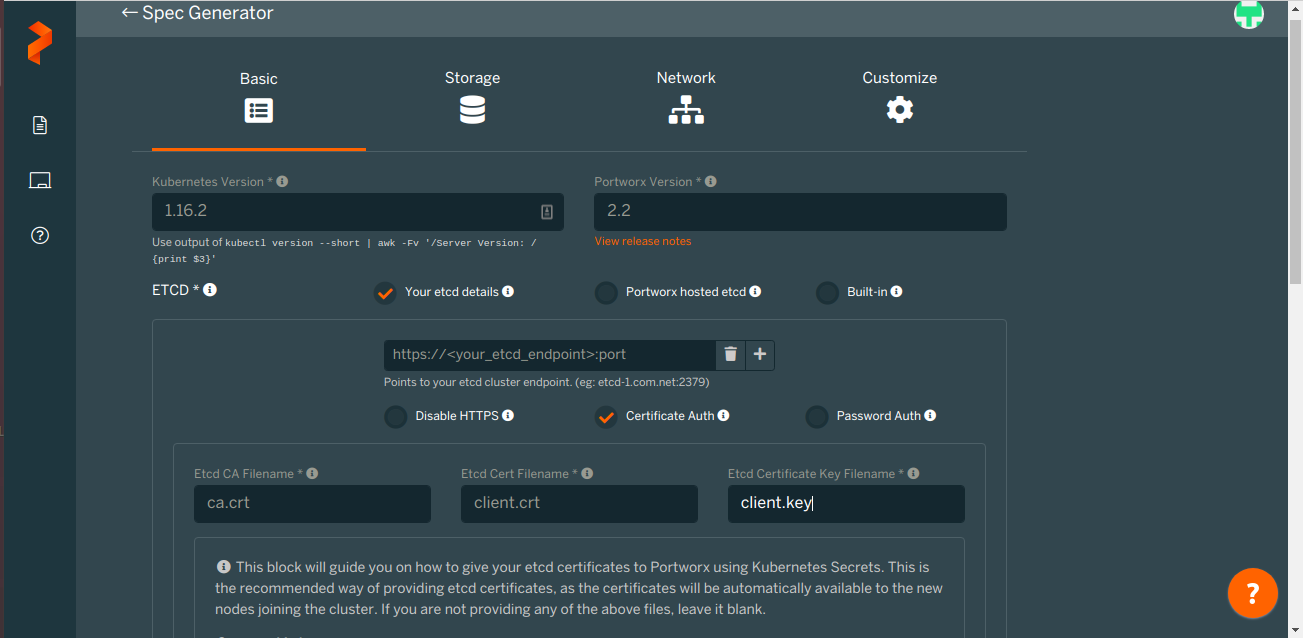 ← Spec Generator
Basic
Storage
Network
Customize
Kubernetes Version *
Portworx Version *
1.16.2
2.2
Use output of kubectl version --short | awk -Fv '/Server Version: /
{print $3}'
View release notes
ETCD *
Your etcd details
Portworx hosted etcd
Built-in
https://<your_etcd_endpoint>:port
Points to your etcd cluster endpoint. (eg: etcd-1.com.net:2379)
Disable HTTPS
Certificate Auth
Password Auth
Etcd CA Filename *
Etcd Cert Filename *
Etcd Certificate Key Filename *
ca.crt
client.crt
client.key
This block will guide you on how to give your etcd certificates to Portworx using Kubernetes Secrets. This is
the recommended way of providing etcd certificates, as the certificates will be automatically available to the new
nodes joining the cluster. If you are not providing any of the above files, leave it blank.
?